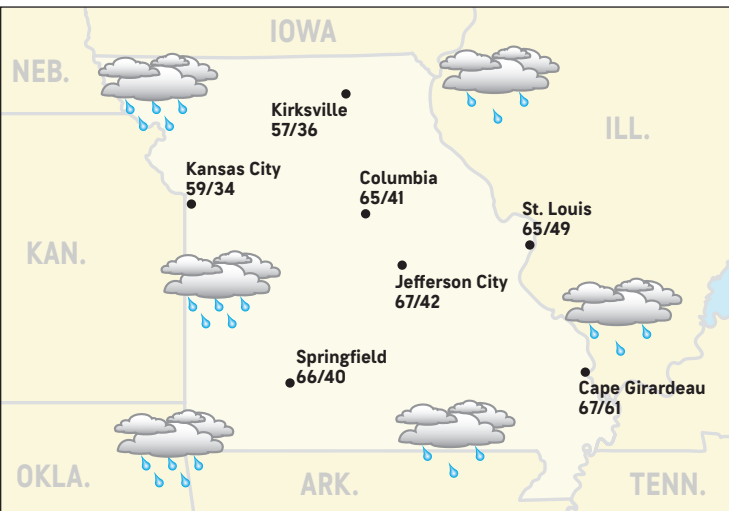 IOWA
NEB.
Kirksville
57/36
ILL.
Kansas City
59/34
Columbia
65/41
St. Louis
65/49
KAN.
Jefferson City
67/42
Springfield
66/40
Cape Girardeau
67/61
OKLA.
ARK.
TENN.